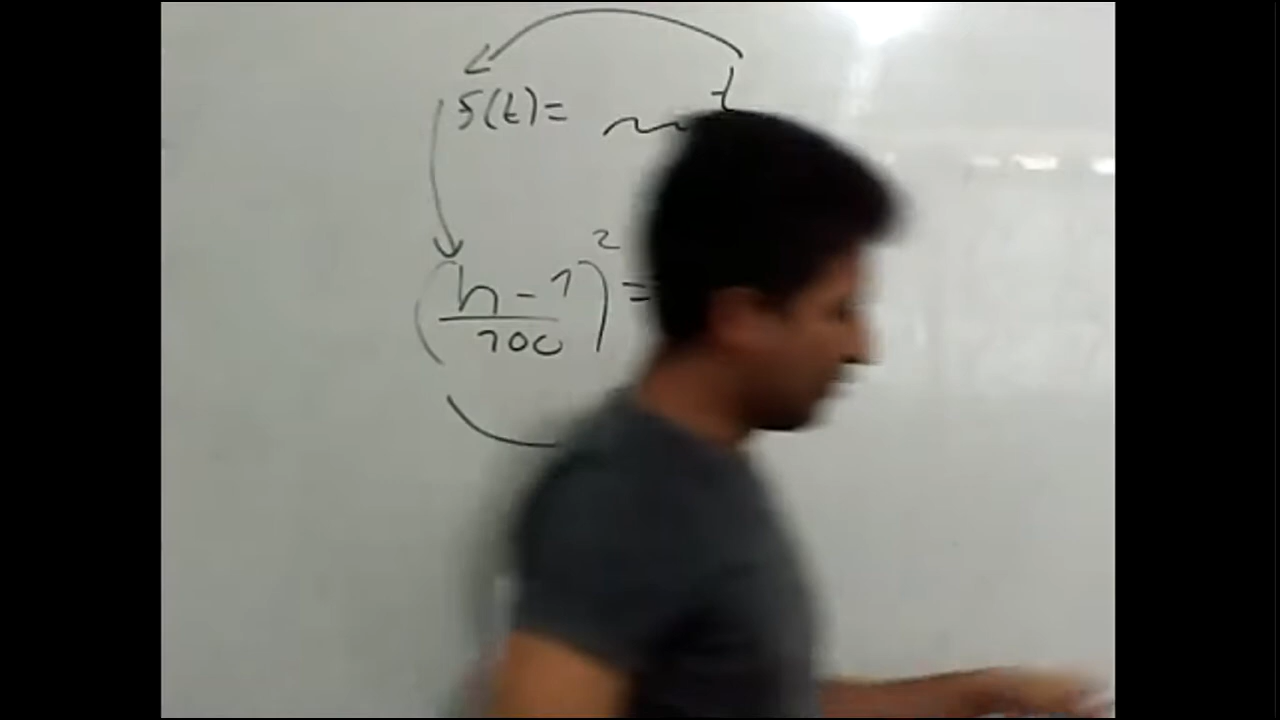 S(t) = t
(h-1/100)² =